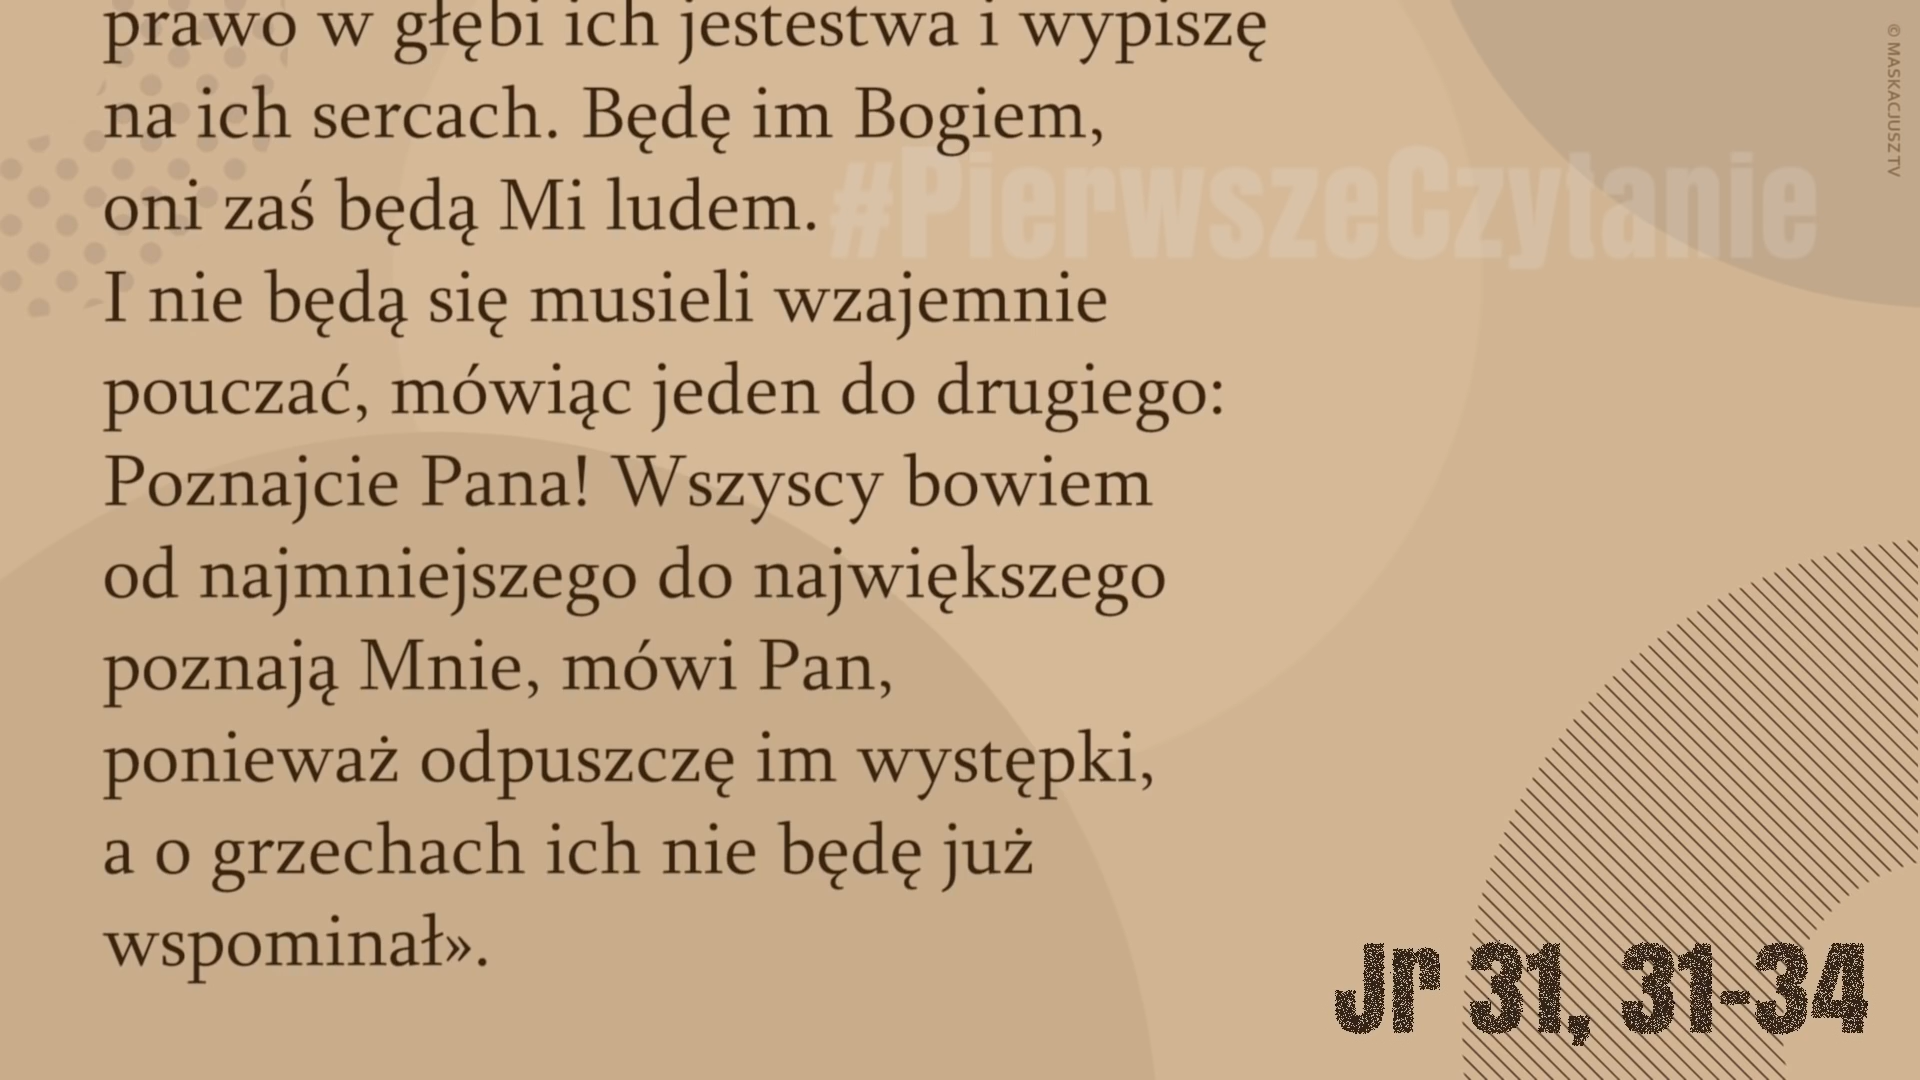 prawo w głębi ich jestestwa i wypiszę
na ich sercach. Będę im Bogiem,
oni zaś będą Mi ludem.
I nie będą się musieli wzajemnie
pouczać, mówiąc jeden do drugiego:
Poznajcie Pana! Wszyscy bowiem
od najmniejszego do największego
poznają Mnie, mówi Pan,
ponieważ odpuszczę im występki,
a o grzechach ich nie będę już
wspominał».
#PierwszeCzytanie
© MASKACJUSZ TV
Jr 31, 31-34